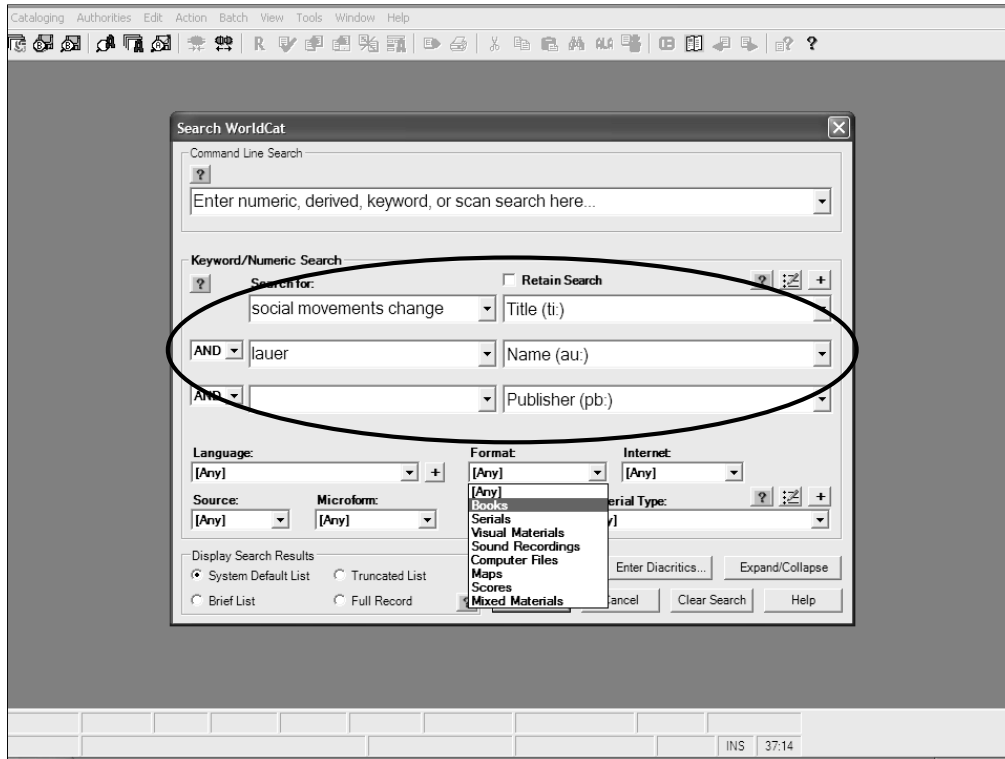 Cataloging Authorities Edit Action Batch View Tools Window Help
R ALA ? ?
Search WorldCat
Command Line Search
?
Enter numeric, derived, keyword, or scan search here...
Keyword/Numeric Search
? Search for: Retain Search ? +
social movements change Title (ti:)
AND lauer Name (au:)
AND Publisher (pb:)
Language: Format: Internet:
[Any] + [Any] [Any]
[Any]
Source: Microform: Books erial Type: ? +
[Any] [Any] Serials y]
Visual Materials
Sound Recordings
Display Search Results Computer Files
System Default List Truncated List Maps Enter Diacritics... Expand/Collapse
Scores
Brief List Full Record ? Mixed Materials Cancel Clear Search Help
INS 37:14